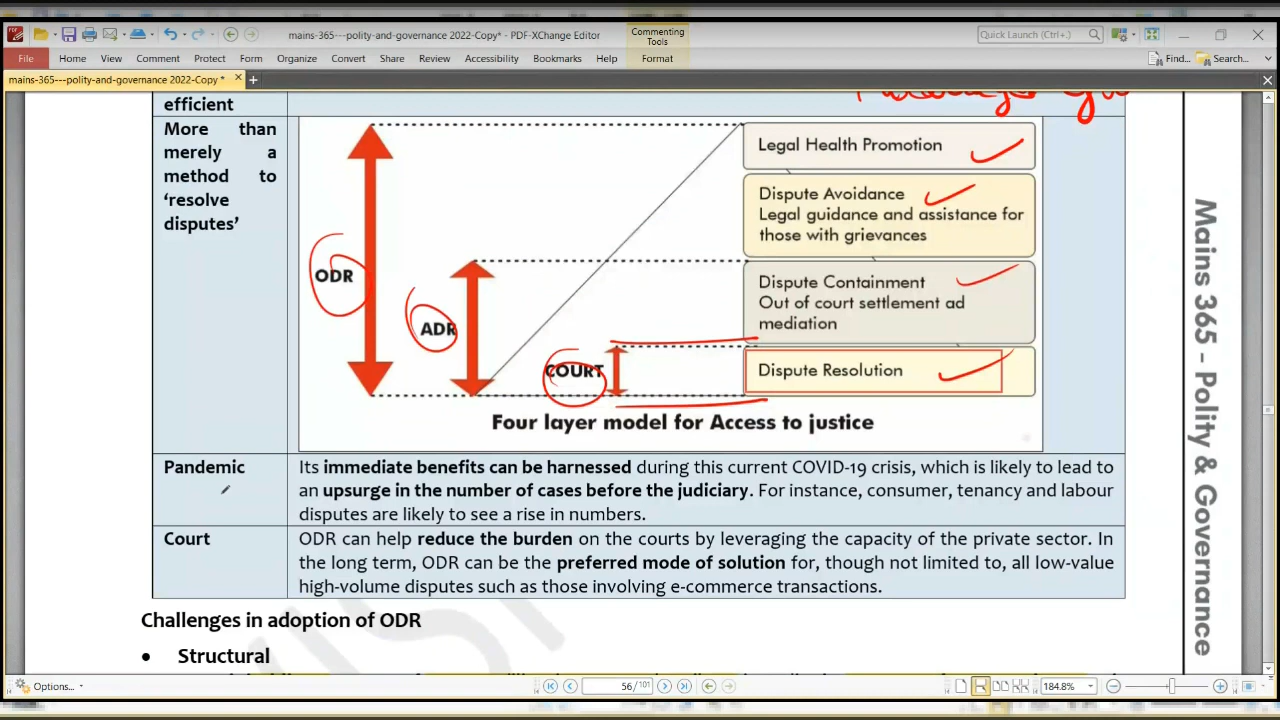 mains-365---polity-and-governance 2022-Copy* - PDF-XChange Editor
Commenting
Tools
Quick Launch (Ctrl+.)
File Home View Comment Protect Form Organize Convert Share Review Accessibility Bookmarks Help Format Find... Search...
mains-365---polity-and-governance 2022-Copy *
efficient
More than
merely a
method to
‘resolve
disputes’
Legal Health Promotion
Dispute Avoidance
Legal guidance and assistance for
those with grievances
ODR
Dispute Containment
Out of court settlement ad
mediation
ADR
COURT
Dispute Resolution
Four layer model for Access to justice
Pandemic
Its immediate benefits can be harnessed during this current COVID-19 crisis, which is likely to lead to
an upsurge in the number of cases before the judiciary. For instance, consumer, tenancy and labour
disputes are likely to see a rise in numbers.
Court
ODR can help reduce the burden on the courts by leveraging the capacity of the private sector. In
the long term, ODR can be the preferred mode of solution for, though not limited to, all low-value
high-volume disputes such as those involving e-commerce transactions.
Challenges in adoption of ODR
• Structural
Mains 365 - Polity & Governance
Options...
56 /101
184.8%